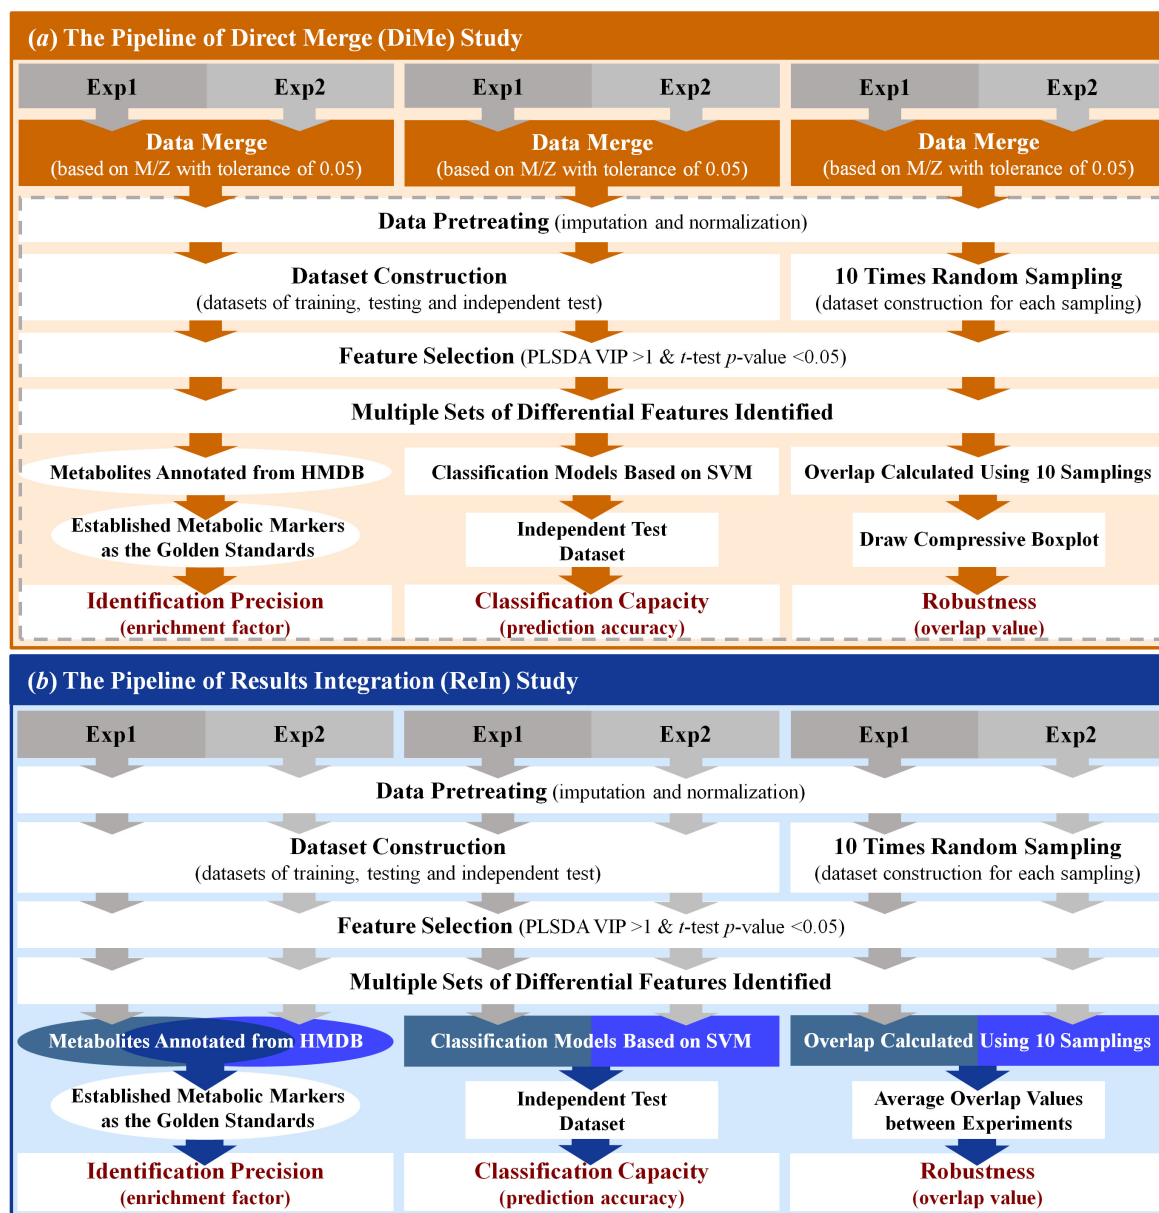 (a) The Pipeline of Direct Merge (DiMe) Study
Exp1 Exp2 Exp1 Exp2 Exp1 Exp2
Data Merge Data Merge Data Merge
(based on M/Z with tolerance of 0.05) (based on M/Z with tolerance of 0.05) (based on M/Z with tolerance of 0.05)
Data Pretreating (imputation and normalization)
Dataset Construction 10 Times Random Sampling
(datasets of training, testing and independent test) (dataset construction for each sampling)
Feature Selection (PLSDA VIP >1 & t-test p-value <0.05)
Multiple Sets of Differential Features Identified
Metabolites Annotated from HMDB Classification Models Based on SVM Overlap Calculated Using 10 Samplings
Established Metabolic Markers Independent Test Draw Compressive Boxplot
as the Golden Standards Dataset
Identification Precision Classification Capacity Robustness
(enrichment factor) (prediction accuracy) (overlap value)
(b) The Pipeline of Results Integration (ReIn) Study
Exp1 Exp2 Exp1 Exp2 Exp1 Exp2
Data Pretreating (imputation and normalization)
Dataset Construction 10 Times Random Sampling
(datasets of training, testing and independent test) (dataset construction for each sampling)
Feature Selection (PLSDA VIP >1 & t-test p-value <0.05)
Multiple Sets of Differential Features Identified
Metabolites Annotated from HMDB Classification Models Based on SVM Overlap Calculated Using 10 Samplings
Established Metabolic Markers Independent Test Average Overlap Values
as the Golden Standards Dataset between Experiments
Identification Precision Classification Capacity Robustness
(enrichment factor) (prediction accuracy) (overlap value)